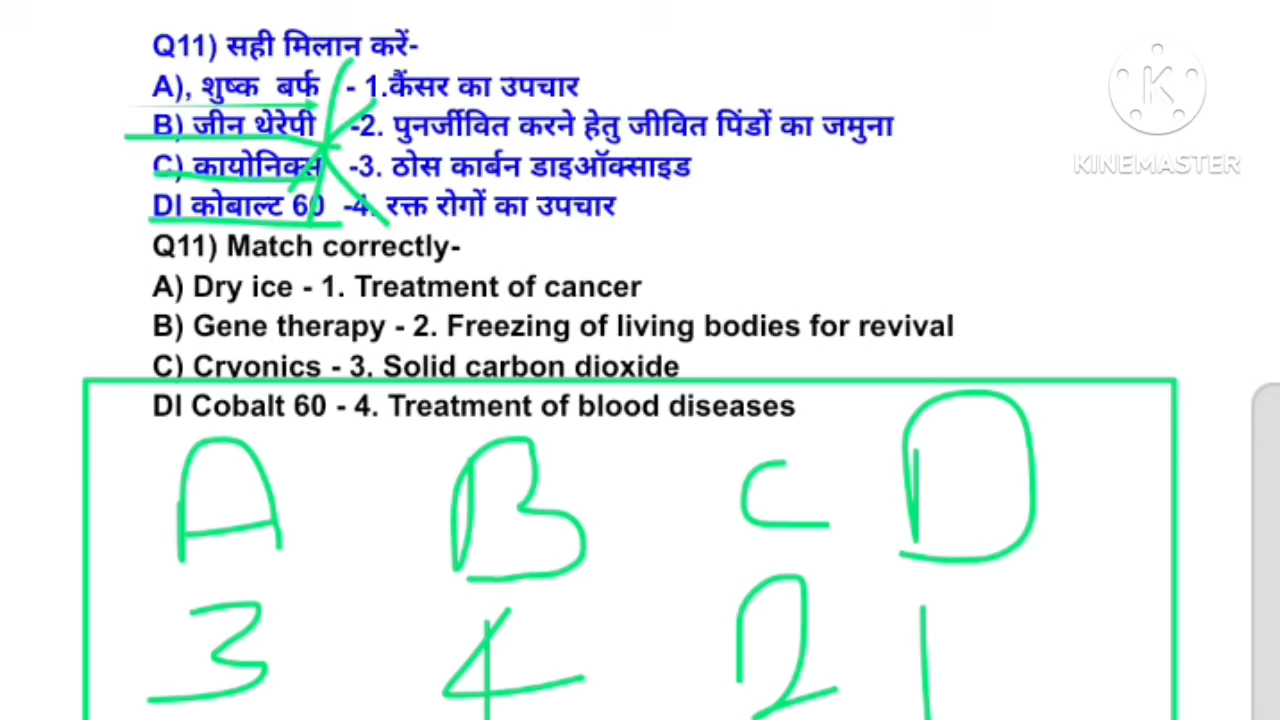 Q11) सही मिलान करें-
A), शुष्क बर्फ - 1.कैंसर का उपचार
B) जीन थेरेपी -2. पुनर्जीवित करने हेतु जीवित पिंडों का जमुना
C) कायोनिक्स -3. ठोस कार्बन डाइऑक्साइड
DI कोबाल्ट 60 -4. रक्त रोगों का उपचार
Q11) Match correctly-
A) Dry ice - 1. Treatment of cancer
B) Gene therapy - 2. Freezing of living bodies for revival
C) Cryonics - 3. Solid carbon dioxide
DI Cobalt 60 - 4. Treatment of blood diseases
A B C D
3 4 2 1
K
KINEMASTER